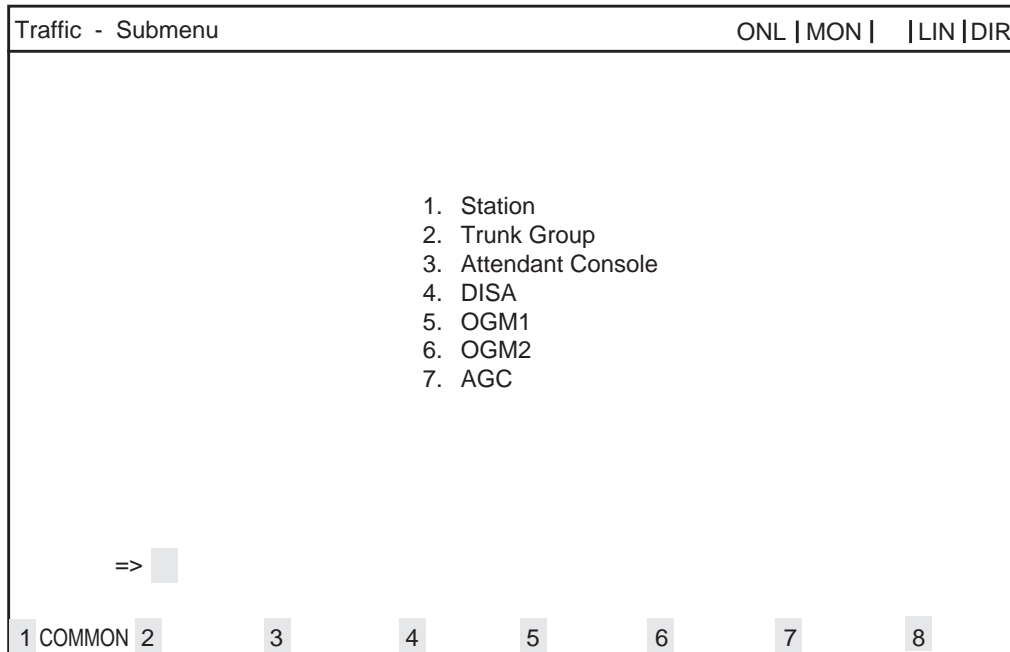 Traffic - Submenu ONL | MON | | LIN | DIR
1. Station
2. Trunk Group
3. Attendant Console
4. DISA
5. OGM1
6. OGM2
7. AGC
=>
1 COMMON 2 3 4 5 6 7 8